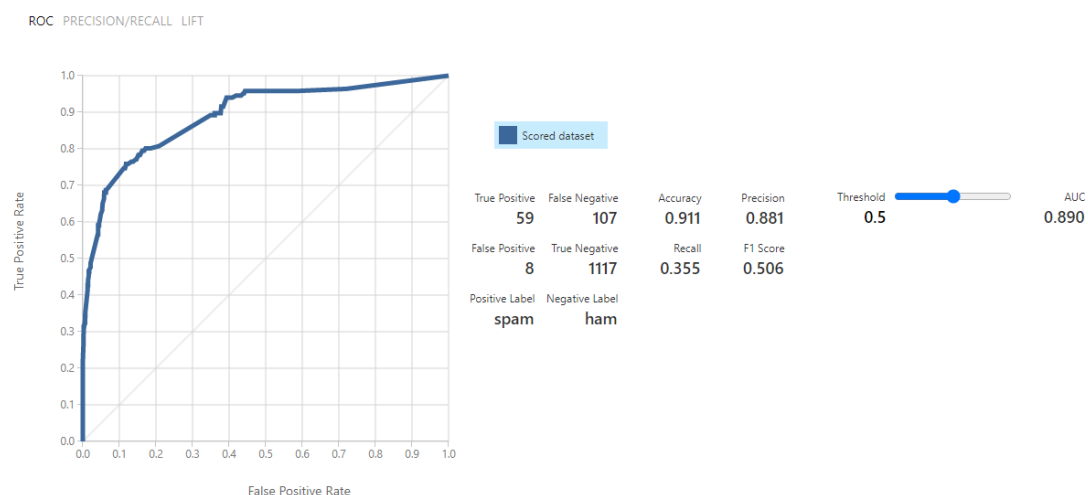 ROC PRECISION/RECALL LIFT
1.0
0.9
0.8
0.7
0.6
0.5
0.4
0.3
0.2
0.1
0.0
True Positive Rate
0.0 0.1 0.2 0.3 0.4 0.5 0.6 0.7 0.8 0.9 1.0
False Positive Rate
Scored dataset
True Positive False Negative Accuracy Precision Threshold AUC
59 107 0.911 0.881 0.5 0.890
False Positive True Negative Recall F1 Score
8 1117 0.355 0.506
Positive Label Negative Label
spam ham